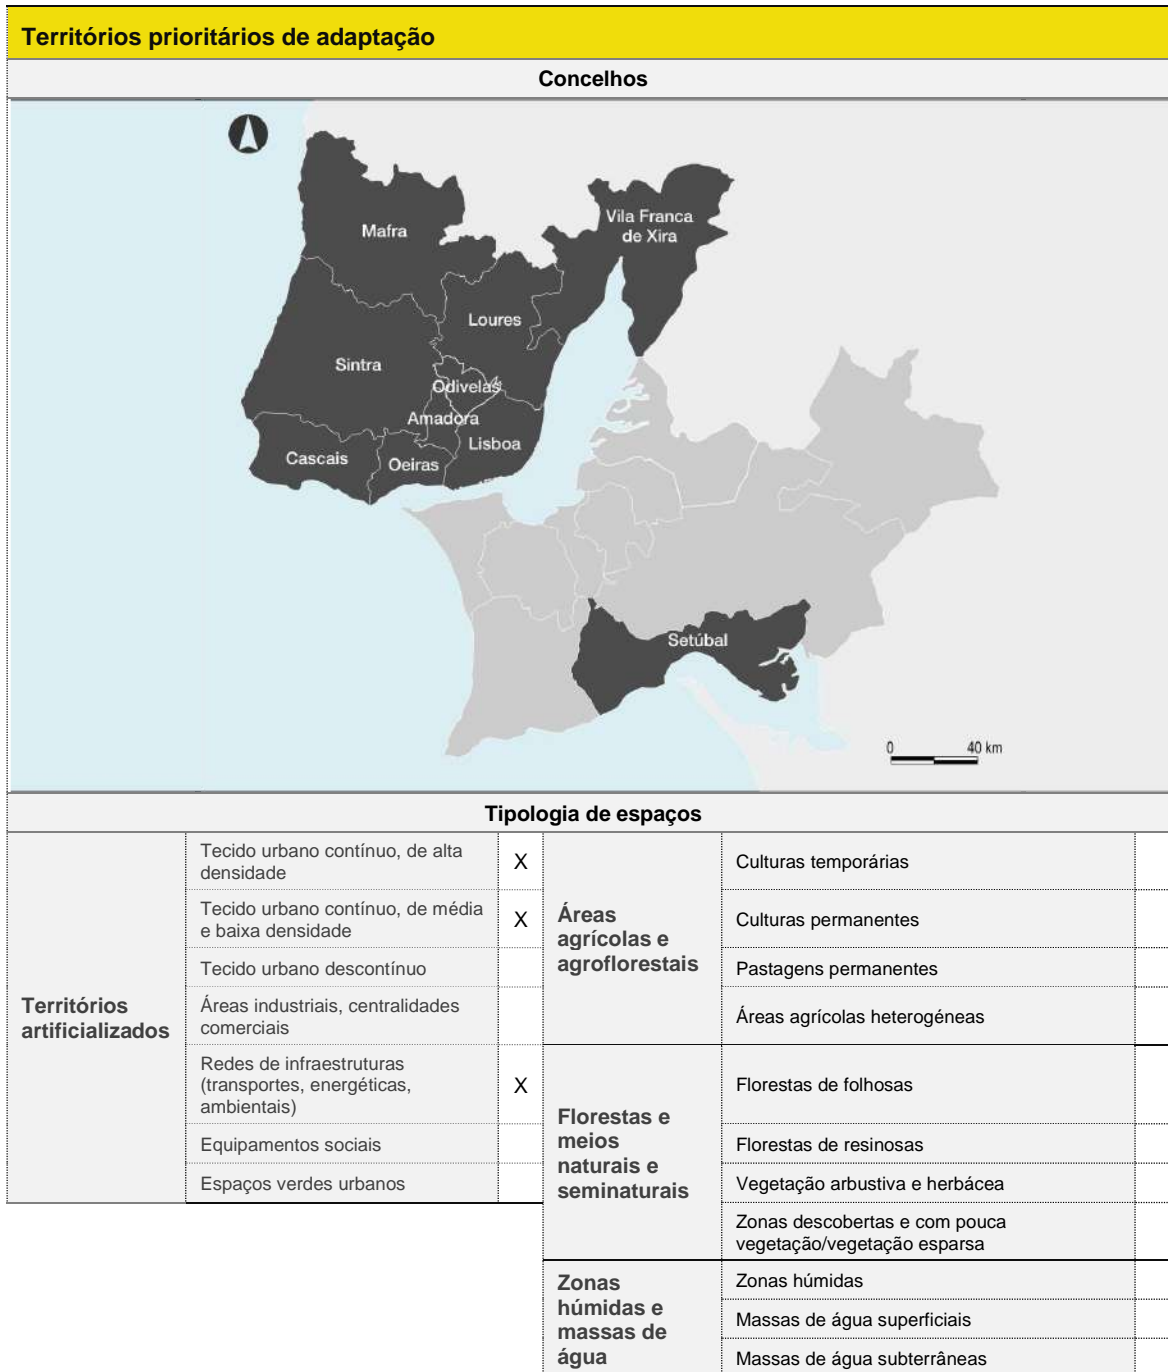 Territórios prioritários de adaptação
Concelhos
Mafra
Vila Franca
de Xira
Loures
Sintra
Odivelas
Amadora
Lisboa
Cascais
Oeiras
Setúbal
0 40 km
Tipologia de espaços
Territórios
artificializados
Tecido urbano contínuo, de alta
densidade
X
Tecido urbano contínuo, de média
e baixa densidade
X
Tecido urbano descontínuo
Áreas industriais, centralidades
comerciais
Redes de infraestruturas
(transportes, energéticas,
ambientais)
X
Equipamentos sociais
Espaços verdes urbanos
Áreas
agrícolas e
agroflorestais
Culturas temporárias
Culturas permanentes
Pastagens permanentes
Áreas agrícolas heterogéneas
Florestas e
meios
naturais e
seminaturais
Florestas de folhosas
Florestas de resinosas
Vegetação arbustiva e herbácea
Zonas descobertas e com pouca
vegetação/vegetação esparsa
Zonas
húmidas e
massas de
água
Zonas húmidas
Massas de água superficiais
Massas de água subterrâneas